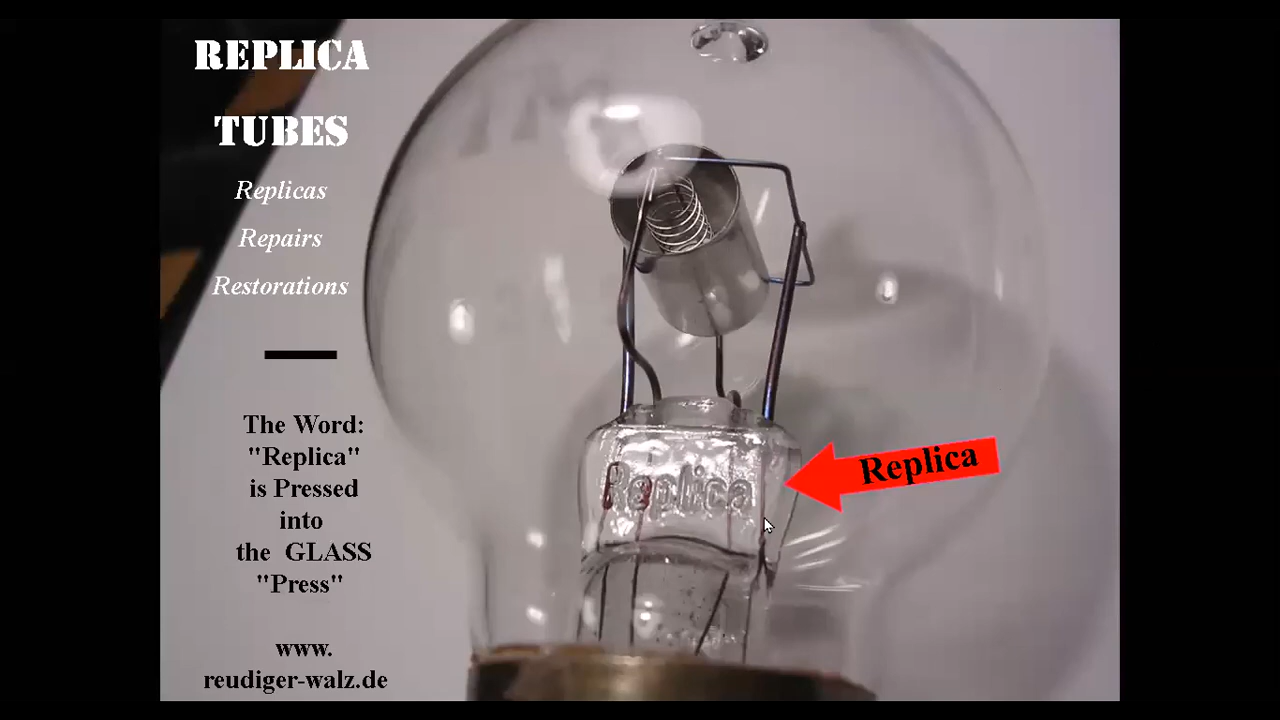 REPLICA
TUBES
Replicas
Repairs
Restorations
The Word:
"Replica"
is Pressed
into
the GLASS
"Press"
www.
reudiger-walz.de
Replica
Replica